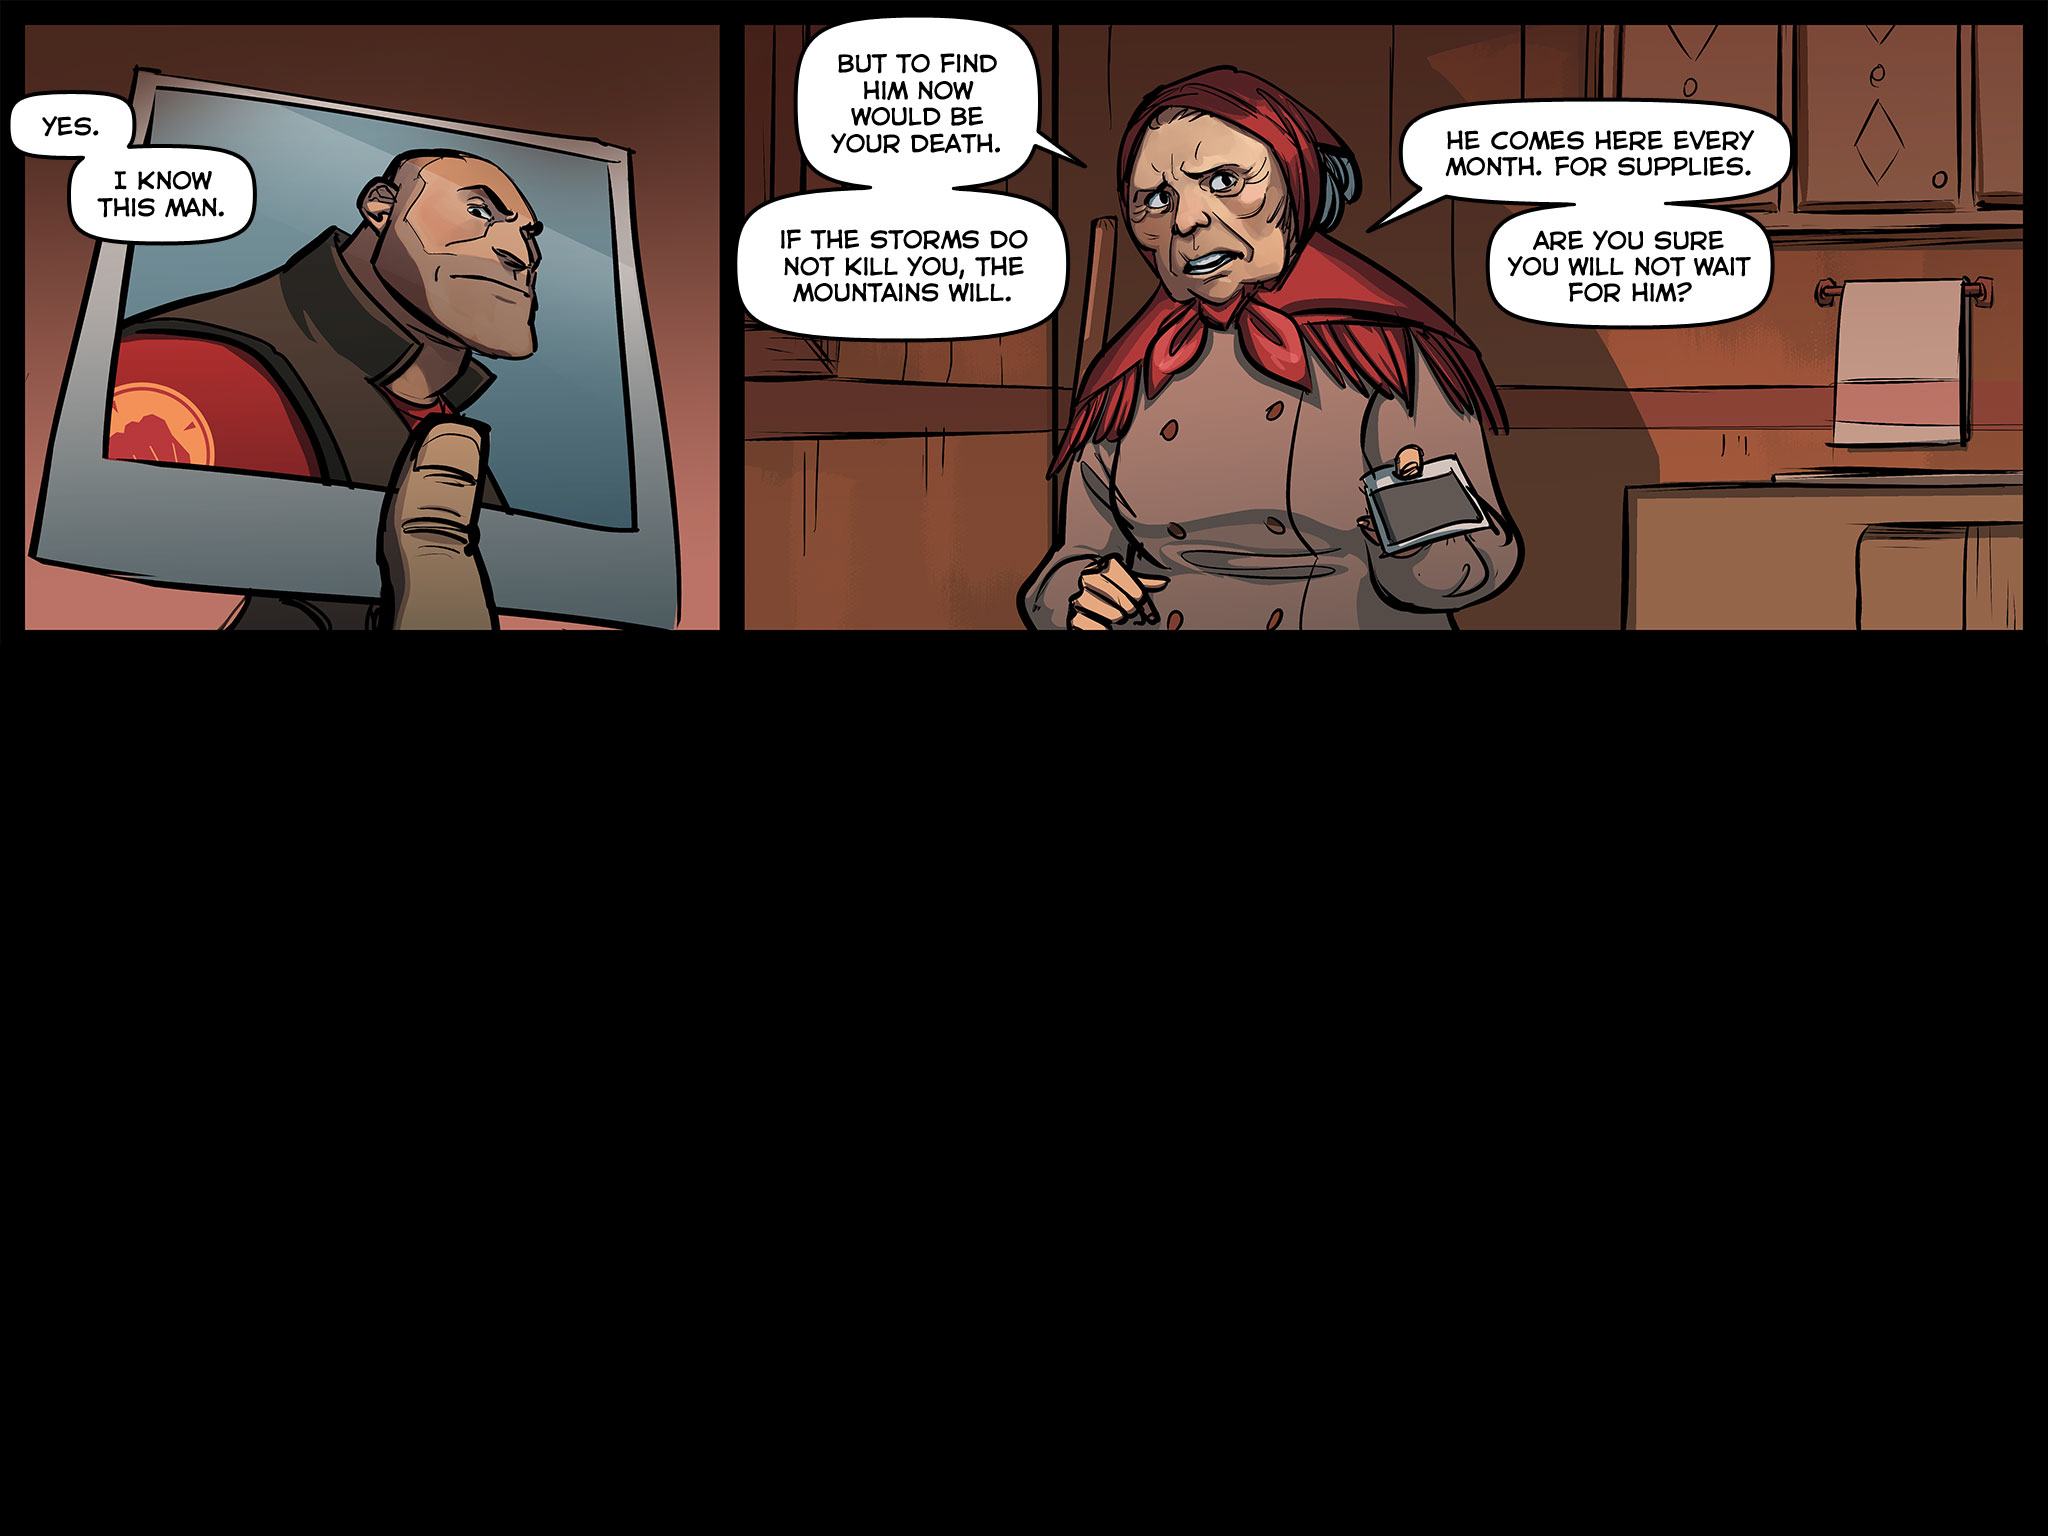 YES.
I KNOW
THIS MAN.
BUT TO FIND
HIM NOW
WOULD BE
YOUR DEATH.
IF THE STORMS DO
NOT KILL YOU, THE
MOUNTAINS WILL.
HE COMES HERE EVERY
MONTH. FOR SUPPLIES.
ARE YOU SURE
YOU WILL NOT WAIT
FOR HIM?